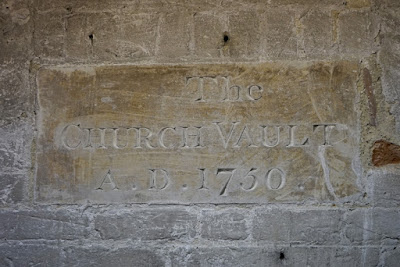 The
CHURCH VAULT
A. D. 1750.